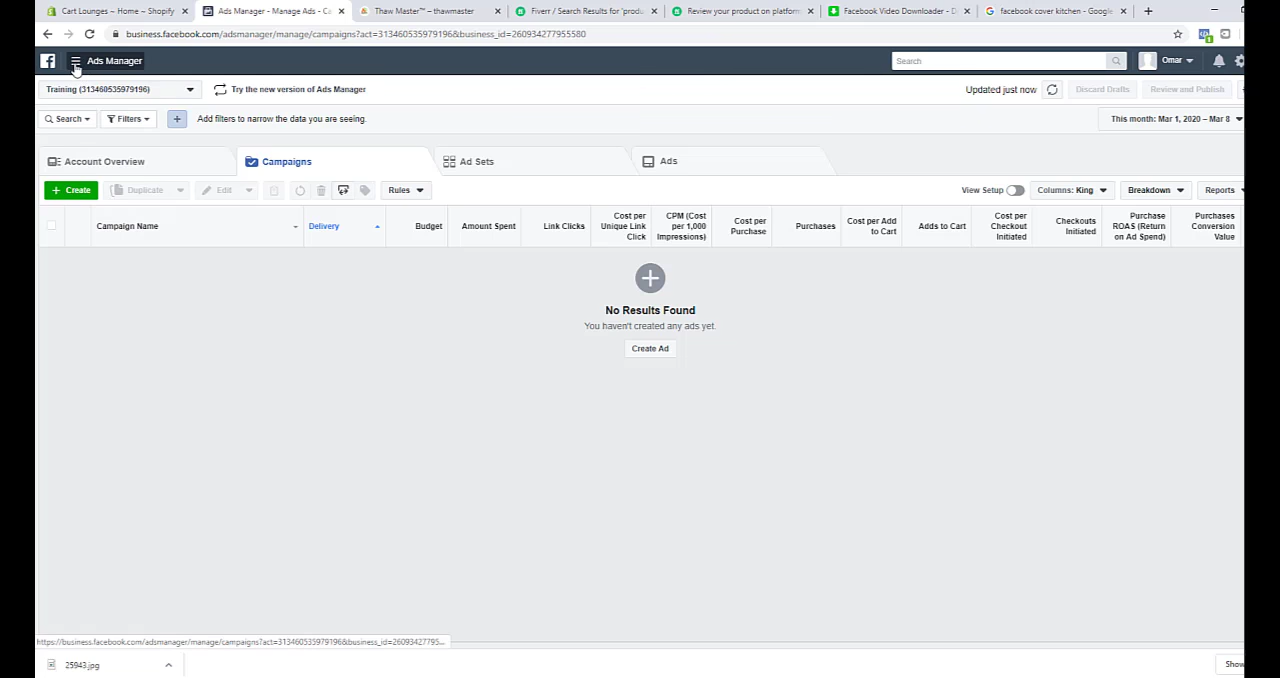 Cart Lounges ~ Home ~ Shopify
Ads Manager - Manage Ads - Ca
Thaw Master™ – thawmaster
Fiverr / Search Results for 'produ
Review your product on platform
Facebook Video Downloader - D
facebook cover kitchen - Google
business.facebook.com/adsmanager/manage/campaigns?act=313460535979196&business_id=260934277955580
Ads Manager
Search
Omar
Training (313460535979196)
Try the new version of Ads Manager
Updated just now
Discard Drafts
Review and Publish
Search
Filters
Add filters to narrow the data you are seeing.
This month: Mar 1, 2020 – Mar 8
Account Overview
Campaigns
Ad Sets
Ads
+ Create
Duplicate
Edit
Rules
View Setup
Columns: King
Breakdown
Reports
Campaign Name
Delivery
Budget
Amount Spent
Link Clicks
Cost per
Unique Link
Click
CPM (Cost
per 1,000
Impressions)
Cost per
Purchase
Purchases
Cost per Add
to Cart
Adds to Cart
Cost per
Checkout
Initiated
Checkouts
Initiated
Purchase
ROAS (Return
on Ad Spend)
Purchases
Conversion
Value
No Results Found
You haven't created any ads yet.
Create Ad
https://business.facebook.com/adsmanager/manage/campaigns?act=313460535979196&business_id=26093427795...
25943.jpg
Show